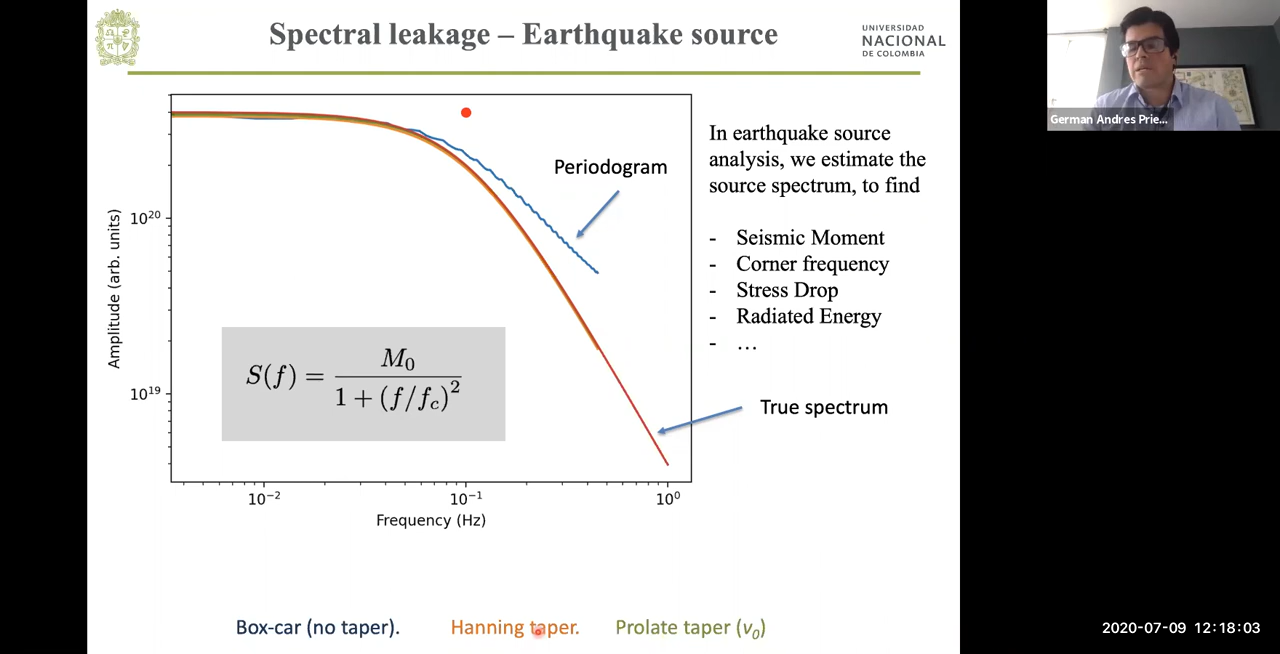 Spectral leakage – Earthquake source
UNIVERSIDAD
NACIONAL
DE COLOMBIA
German Andres Prie...
Periodogram
In earthquake source
analysis, we estimate the
source spectrum, to find
- Seismic Moment
- Corner frequency
- Stress Drop
- Radiated Energy
- …
True spectrum
Amplitude (arb. units)
10²⁰
10¹⁹
S(f) = M₀ / (1 + (f/f_c)²)
10⁻²
10⁻¹
10⁰
Frequency (Hz)
Box-car (no taper). Hanning taper. Prolate taper (v₀)
2020-07-09 12:18:03